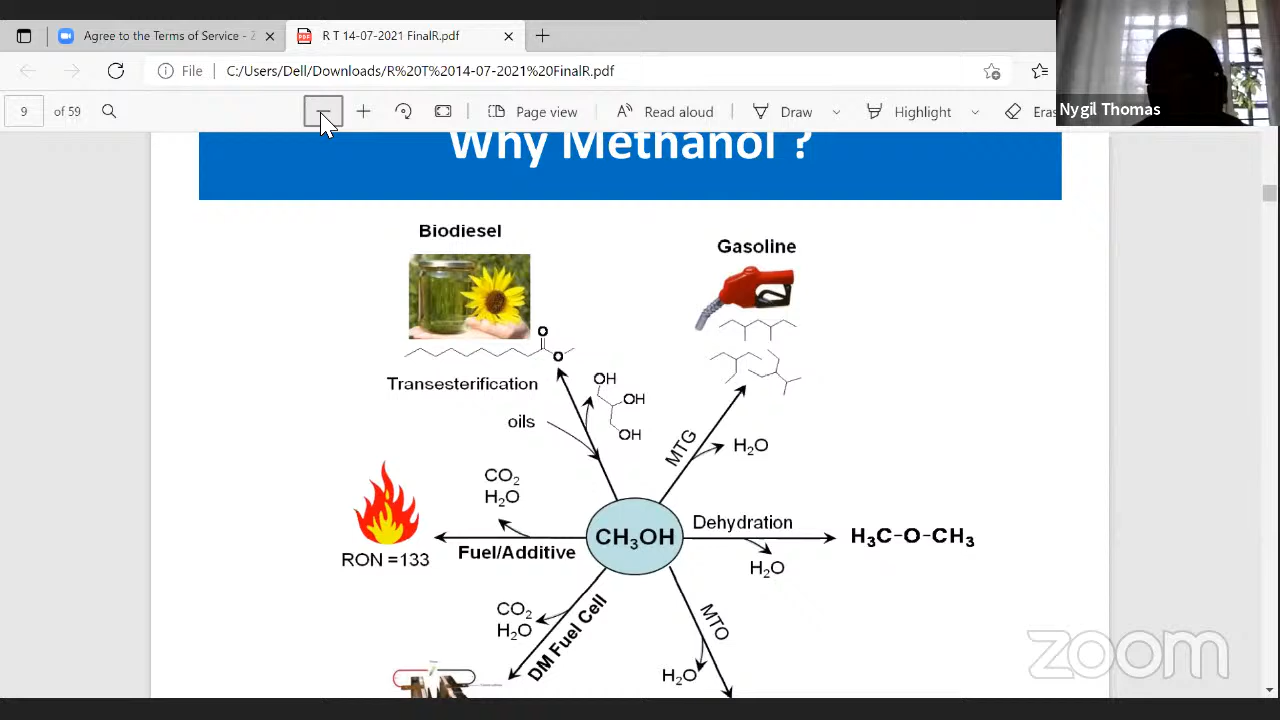 Agree to the Terms of Service - Z
R T 14-07-2021 FinalR.pdf
File
C:/Users/Dell/Downloads/R%20T%2014-07-2021%20FinalR.pdf
9 of 59
Page view
Read aloud
Draw
Highlight
Eras
Nygil Thomas
Why Methanol ?
Biodiesel
Gasoline
O
O
Transesterification
oils
OH
OH
OH
MTG
H2O
CO2
H2O
RON =133
Fuel/Additive
CH3OH
Dehydration
H2O
H3C-O-CH3
CO2
H2O
DM Fuel Cell
MTO
H2O
zoom